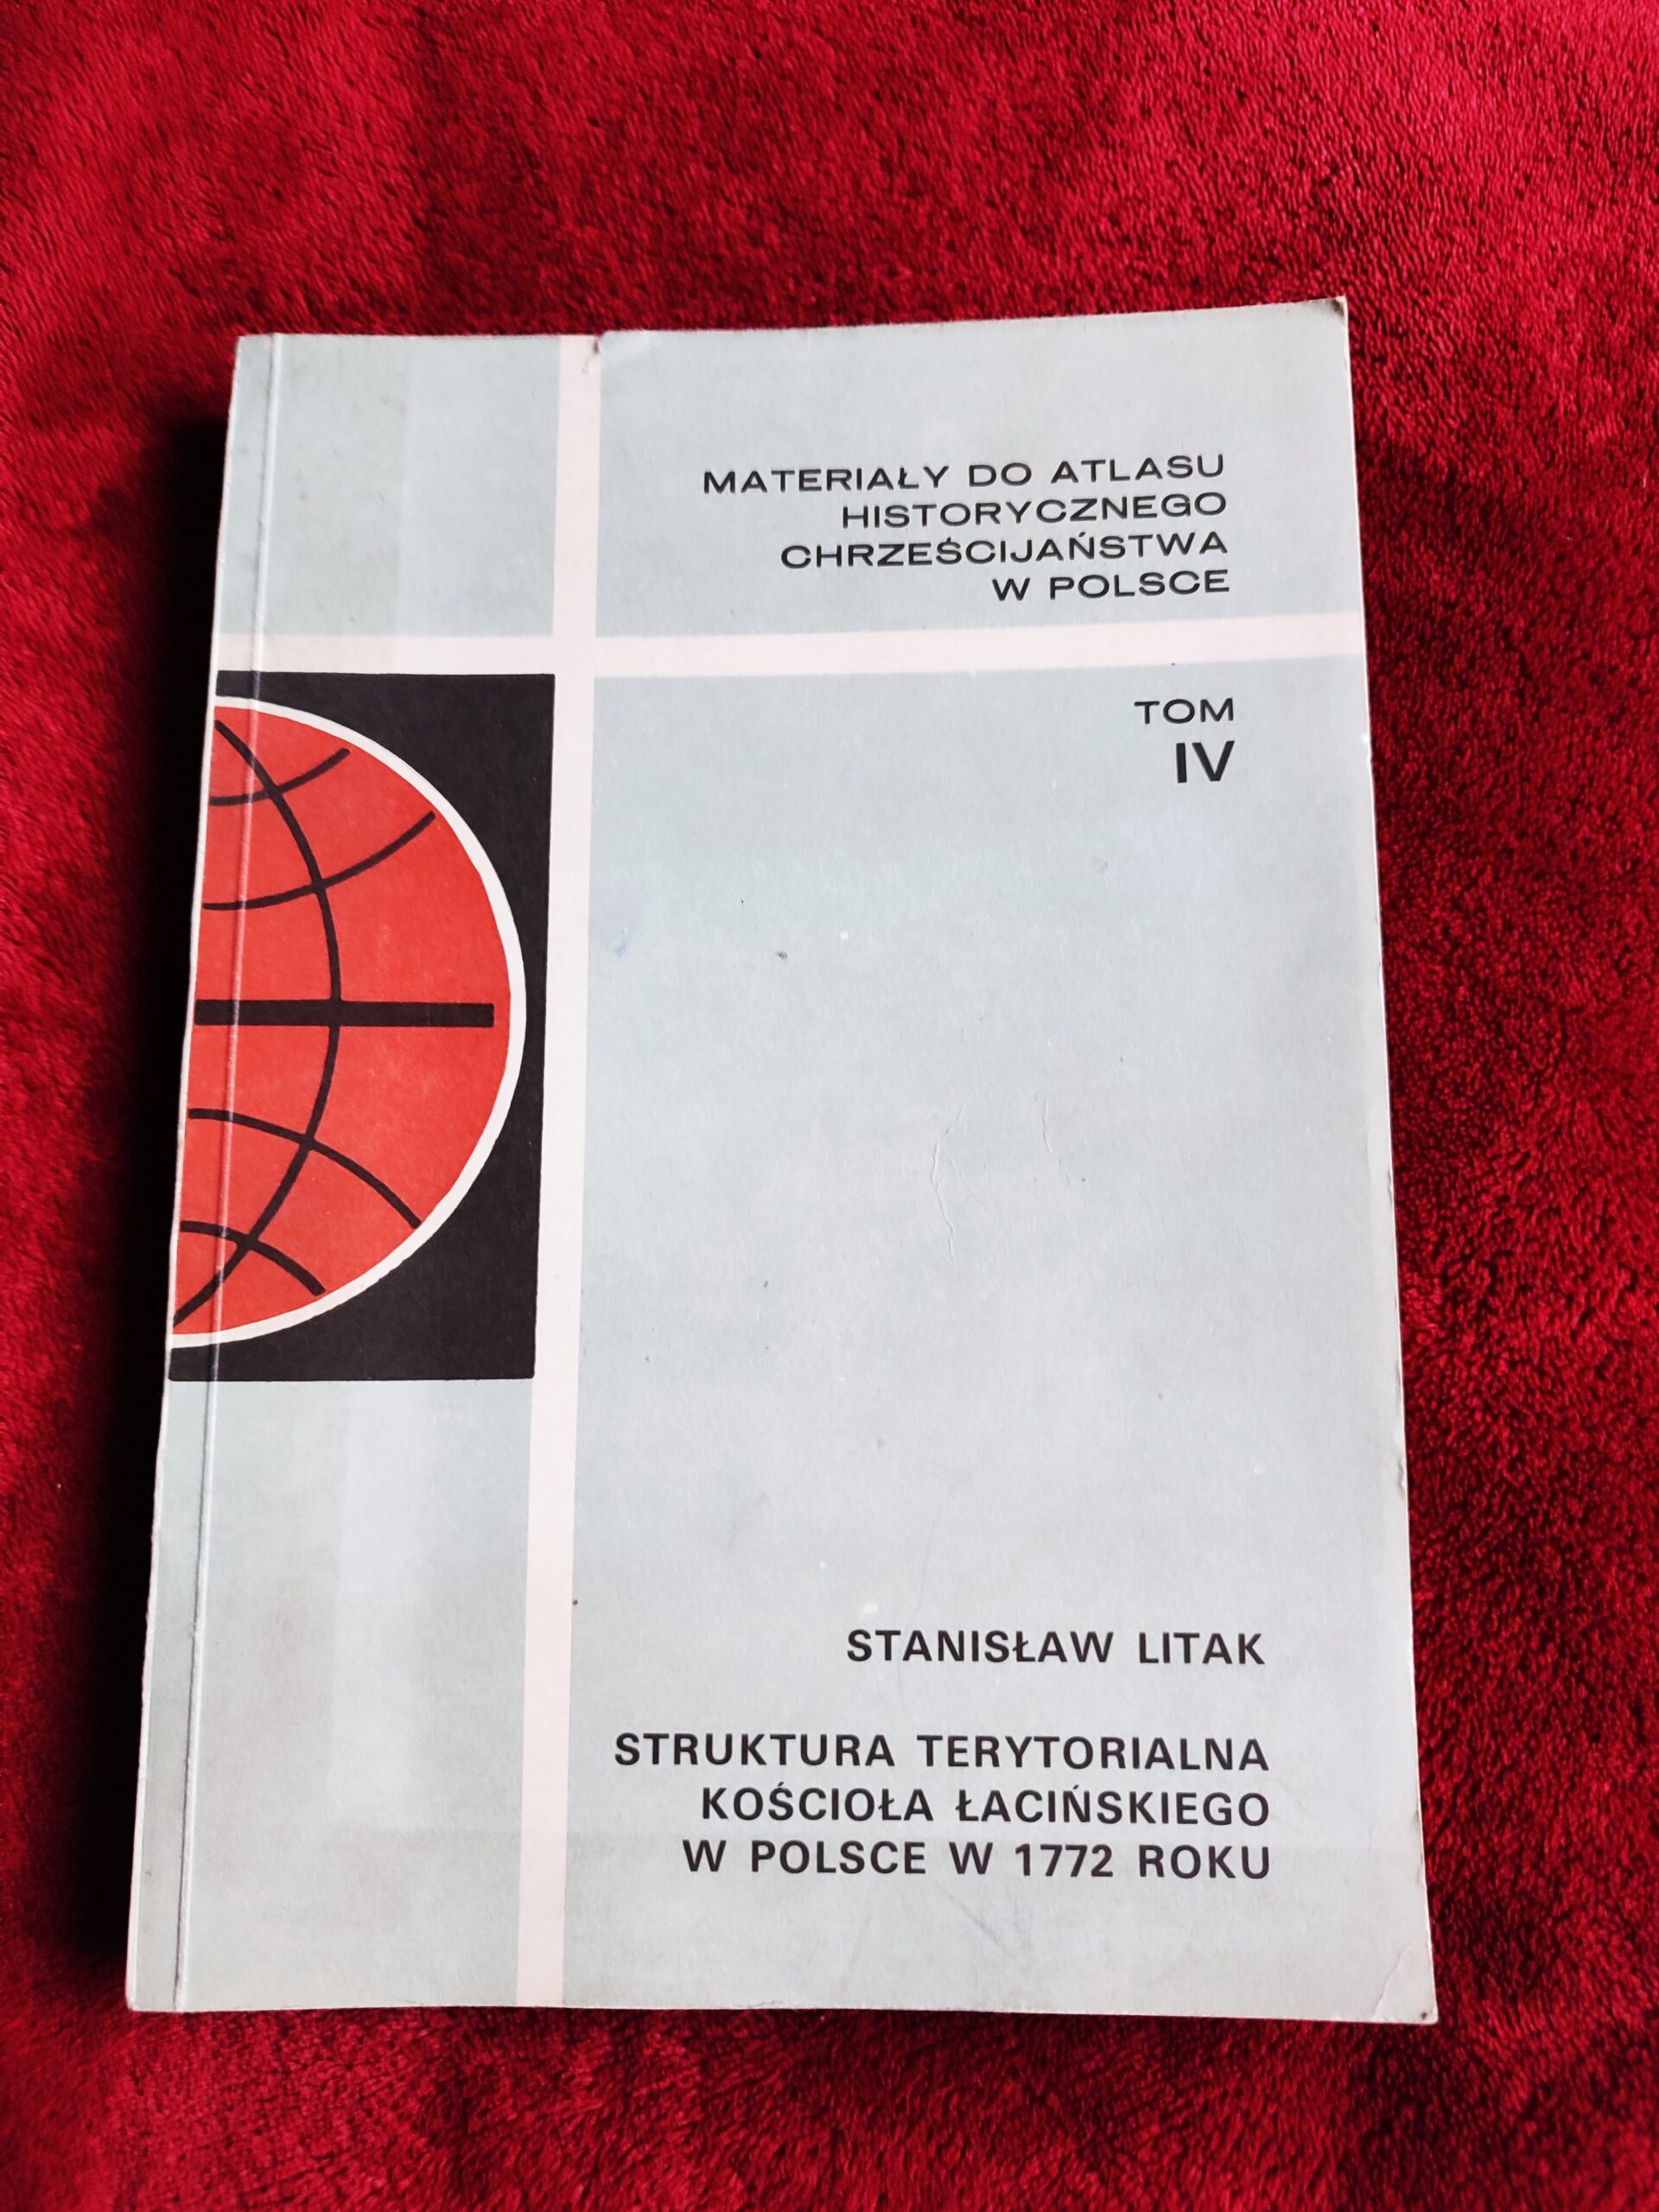 MATERIAŁY DO ATLASU
HISTORYCZNEGO
CHRZEŚCIJAŃSTWA
W POLSCE
TOM
IV
STANISŁAW LITAK
STRUKTURA TERYTORIALNA
KOŚCIOŁA ŁACIŃSKIEGO
W POLSCE W 1772 ROKU